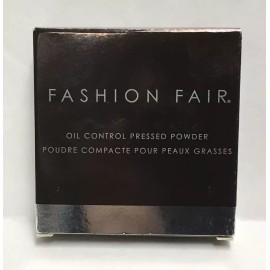 FASHION FAIR®
OIL CONTROL PRESSED POWDER
POUDRE COMPACTE POUR PEAUX GRASSES